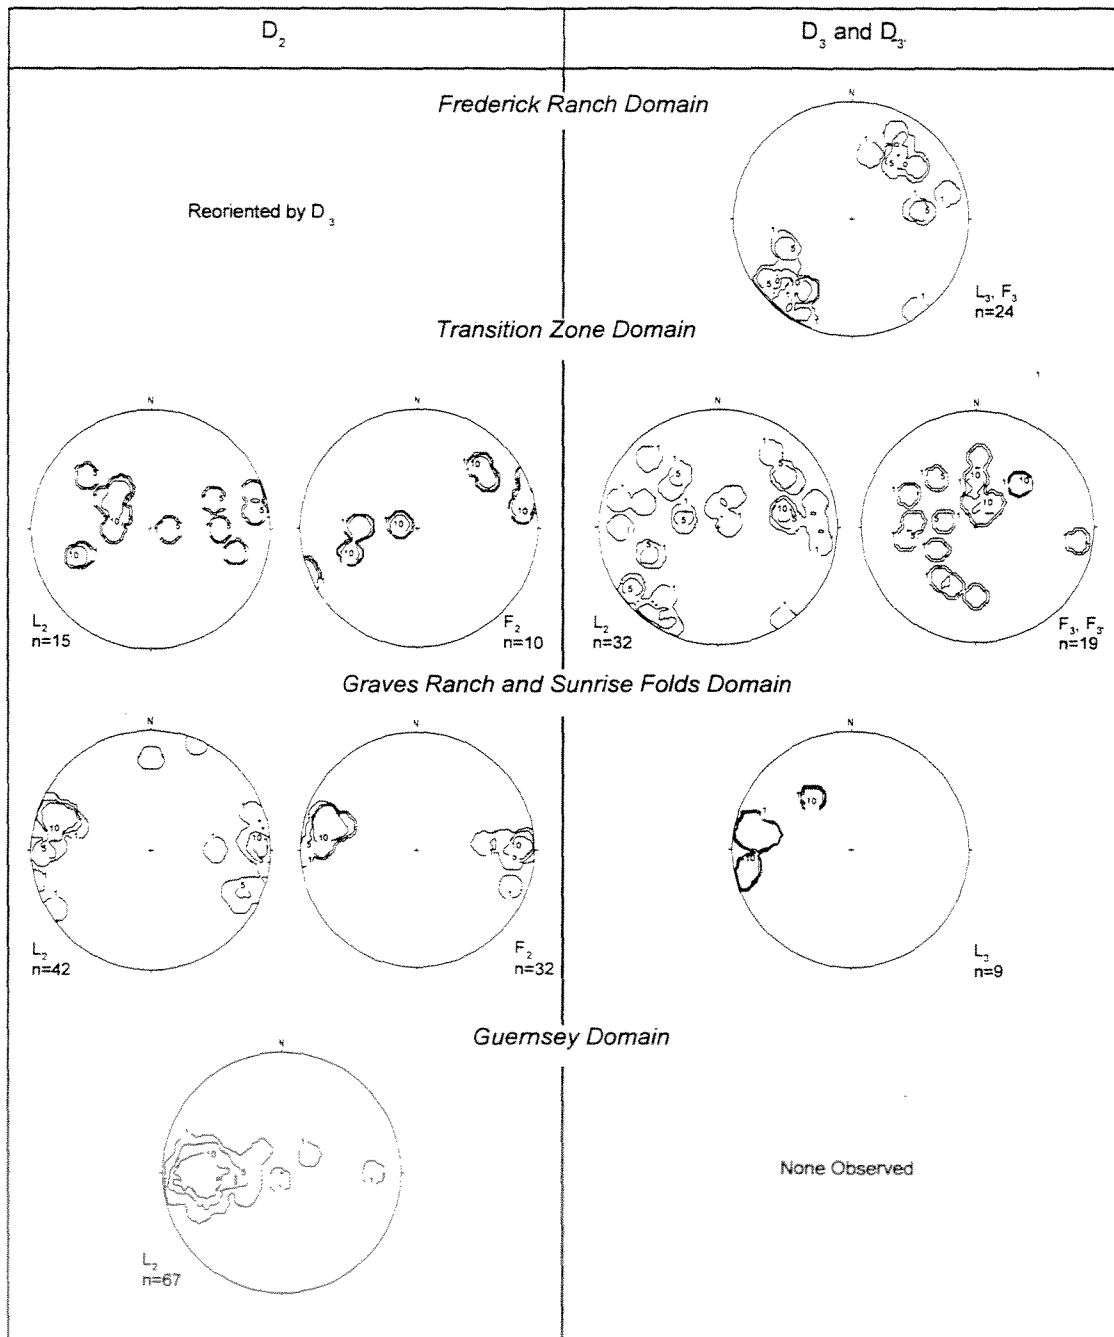 D₂
D₃ and D₃'
Frederick Ranch Domain
N
Reoriented by D₃
L₃, F₃
n=24
Transition Zone Domain
N
L₂
n=15
N
F₂
n=10
N
L₂
n=32
N
F₃, F₃'
n=19
Graves Ranch and Sunrise Folds Domain
N
L₂
n=42
N
F₂
n=32
N
L₃
n=9
Guernsey Domain
N
L₂
n=67
None Observed